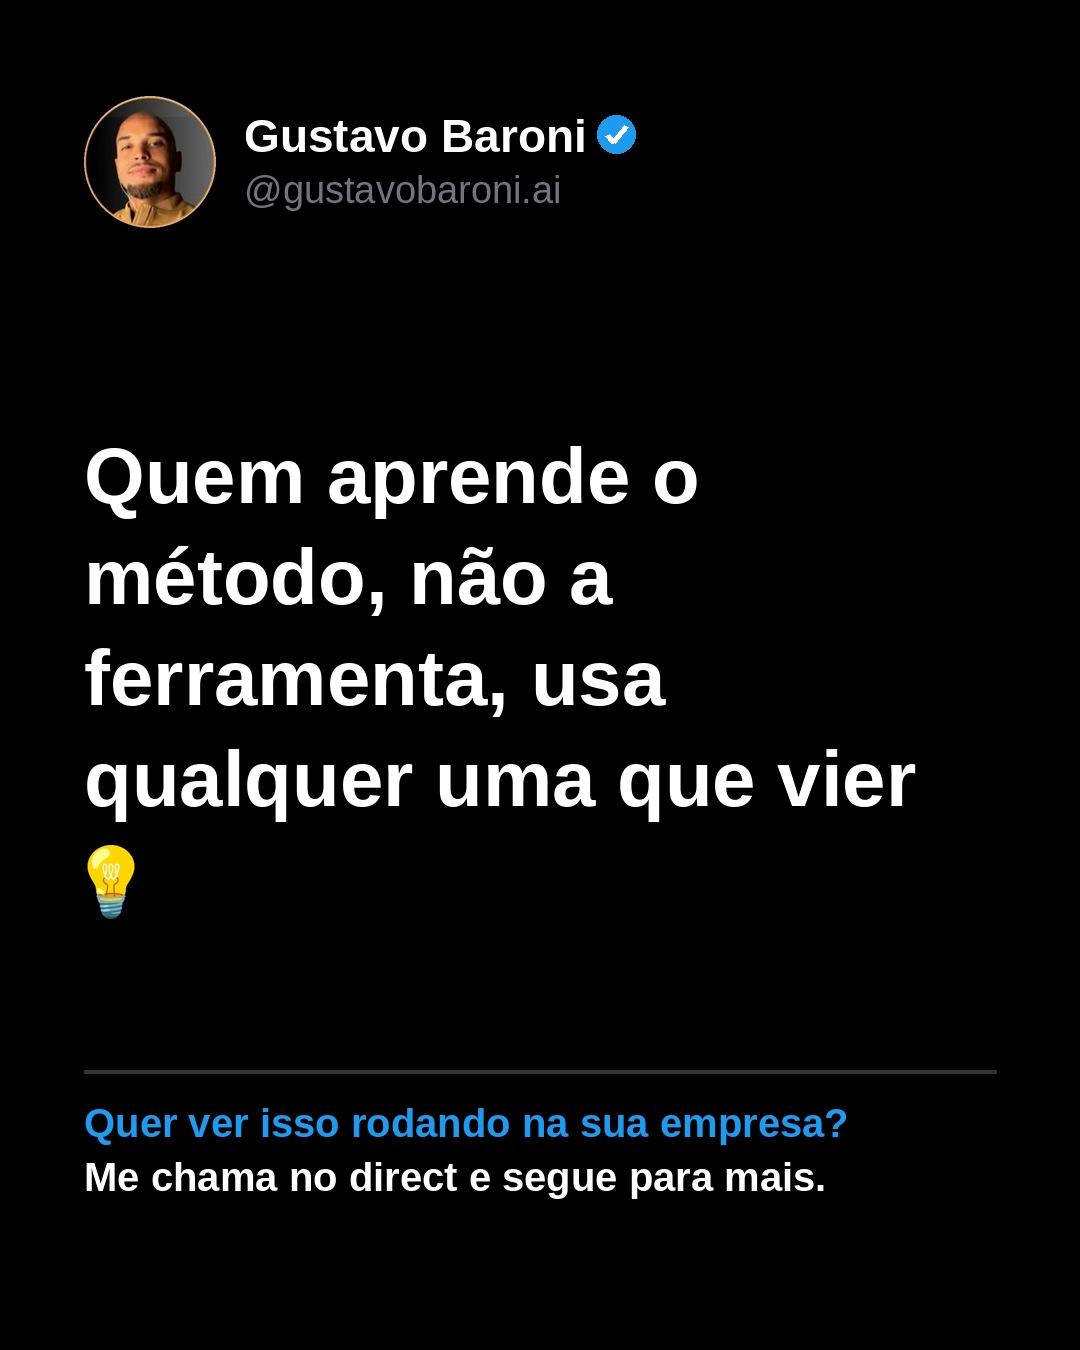 Gustavo Baroni
@gustavobaroni.ai
Quem aprende o
método, não a
ferramenta, usa
qualquer uma que vier
💡
Quer ver isso rodando na sua empresa?
Me chama no direct e segue para mais.